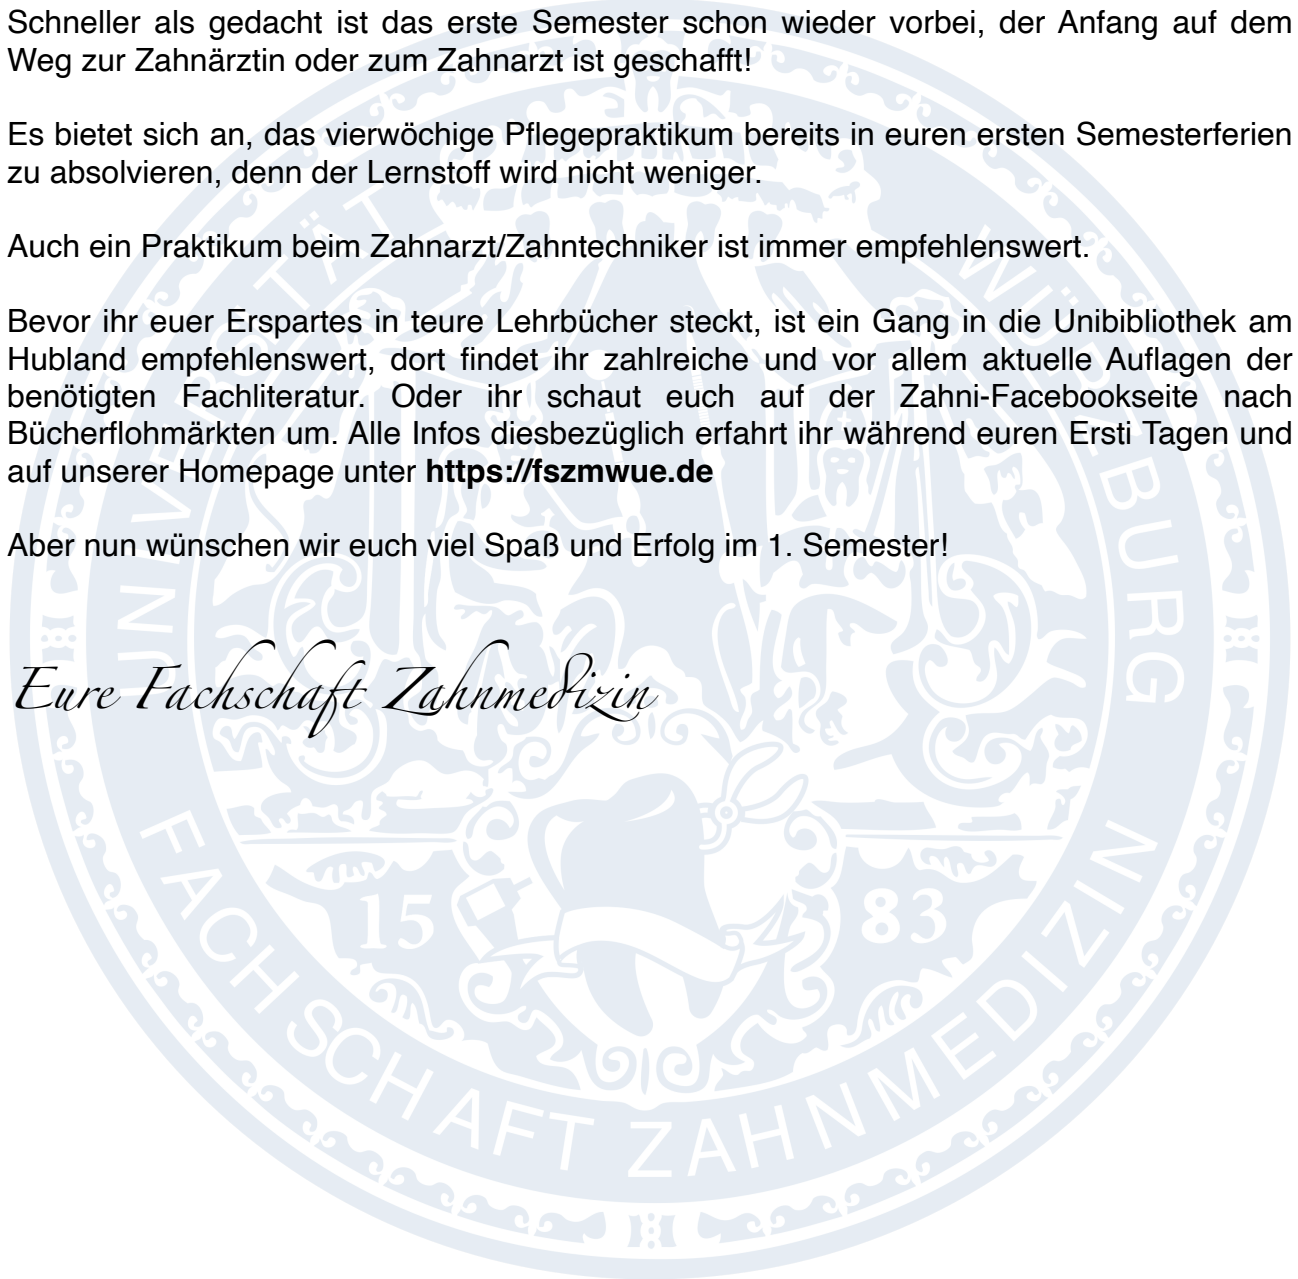 Schneller als gedacht ist das erste Semester schon wieder vorbei, der Anfang auf dem
Weg zur Zahnärztin oder zum Zahnarzt ist geschafft!
Es bietet sich an, das vierwöchige Pflegepraktikum bereits in euren ersten Semesterferien
zu absolvieren, denn der Lernstoff wird nicht weniger.
Auch ein Praktikum beim Zahnarzt/Zahntechniker ist immer empfehlenswert.
Bevor ihr euer Erspartes in teure Lehrbücher steckt, ist ein Gang in die Unibibliothek am
Hubland empfehlenswert, dort findet ihr zahlreiche und vor allem aktuelle Auflagen der
benötigten Fachliteratur. Oder ihr schaut euch auf der Zahni-Facebookseite nach
Bücherflohmärkten um. Alle Infos diesbezüglich erfahrt ihr während euren Ersti Tagen und
auf unserer Homepage unter https://fszmwue.de
Aber nun wünschen wir euch viel Spaß und Erfolg im 1. Semester!
Eure Fachschaft Zahnmedizin
UNIVERSITÄT WÜRZBURG
15 83
FACHSCHAFT ZAHNMEDIZIN